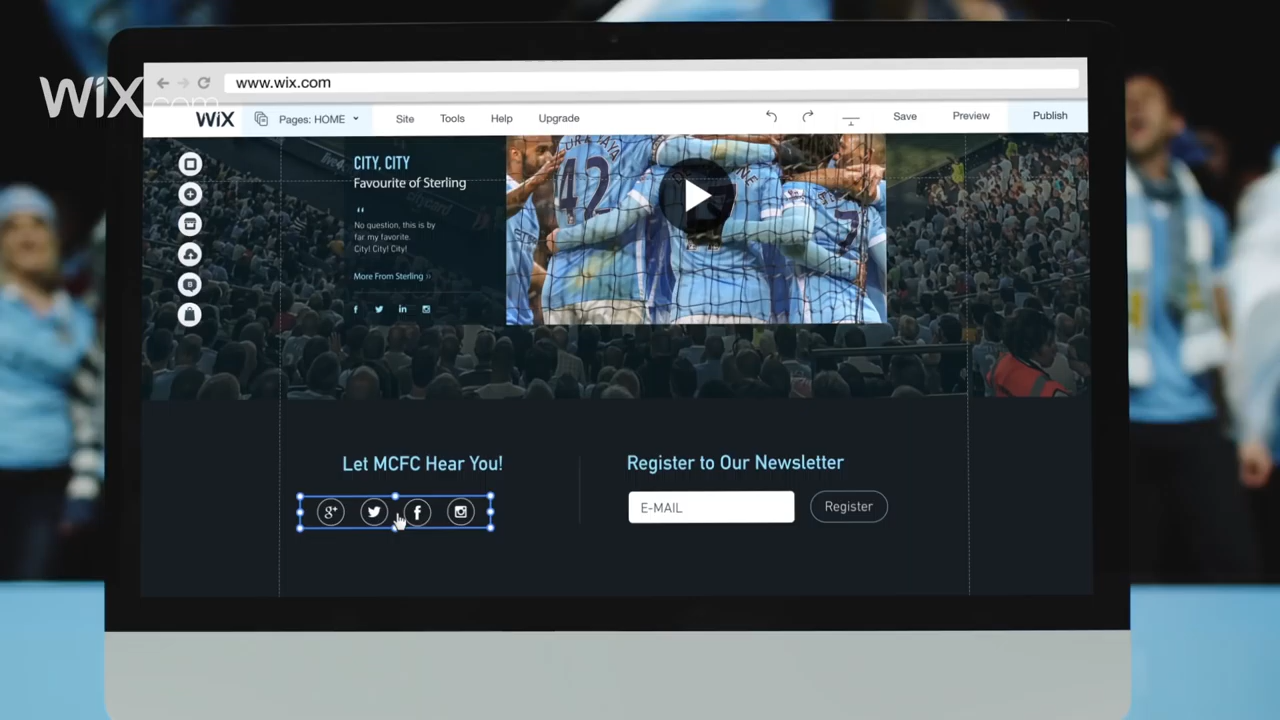 www.wix.com
WiX.com
WiX
Pages: HOME
Site
Tools
Help
Upgrade
Save
Preview
Publish
CITY, CITY
Favourite of Sterling
“
No question, this is by
far my favorite.
City! City! City!
More From Sterling »
42
7
Let MCFC Hear You!
Register to Our Newsletter
g+
f
E-MAIL
Register